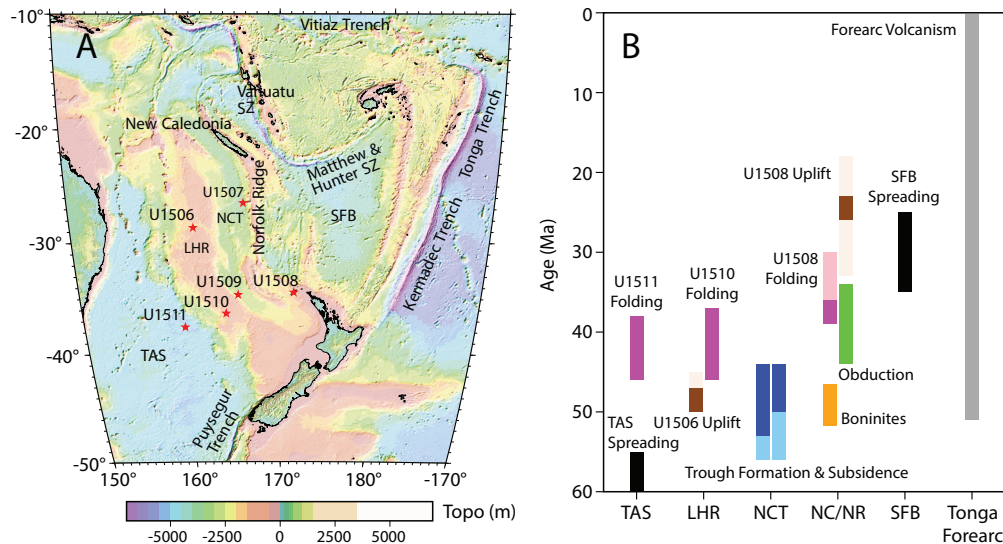 A
Vitiaz Trench
Vanuatu
SZ
New Caledonia
Matthew &
Hunter SZ
Tonga Trench
Kermadec Trench
Norfolk Ridge
U1507
NCT
SFB
U1506
LHR
U1509
U1508
U1510
U1511
TAS
Puysegur
Trench
-10°
-20°
-30°
-40°
-50°
150°
160°
170°
180°
-170°
-5000
-2500
0
2500
5000
Topo (m)
B
Forearc Volcanism
Age (Ma)
0
10
20
30
40
50
60
U1508 Uplift
SFB
Spreading
U1511
Folding
U1510
Folding
U1508
Folding
Obduction
Boninites
TAS
Spreading
U1506 Uplift
Trough Formation & Subsidence
TAS
LHR
NCT
NC/NR
SFB
Tonga
Forearc